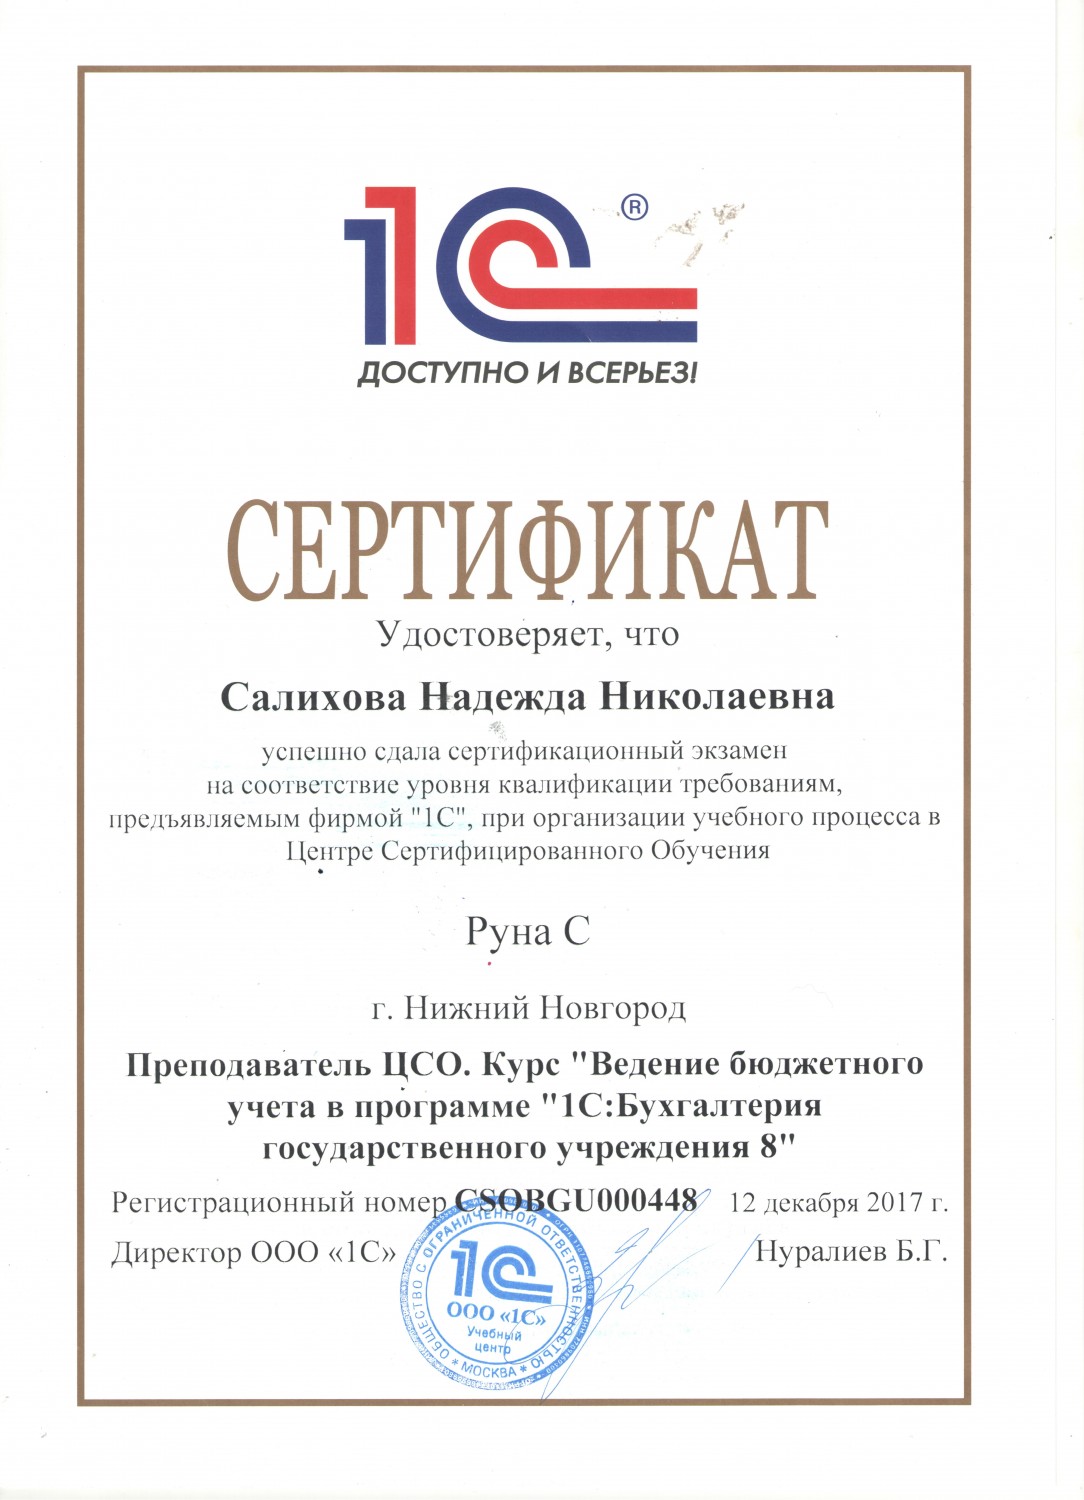 1С®
ДОСТУПНО И ВСЕРЬЕЗ!
СЕРТИФИКАТ
Удостоверяет, что
Салихова Надежда Николаевна
успешно сдала сертификационный экзамен
на соответствие уровня квалификации требованиям,
предъявляемым фирмой "1С", при организации учебного процесса в
Центре Сертифицированного Обучения
Руна С
г. Нижний Новгород
Преподаватель ЦСО. Курс "Ведение бюджетного
учета в программе "1С:Бухгалтерия
государственного учреждения 8"
Регистрационный номер CSOBGU000448 12 декабря 2017 г.
Директор ООО «1С» Нуралиев Б.Г.
ОБЩЕСТВО С ОГРАНИЧЕННОЙ ОТВЕТСТВЕННОСТЬЮ
* МОСКВА *
1С
ООО «1С»
Учебный
центр